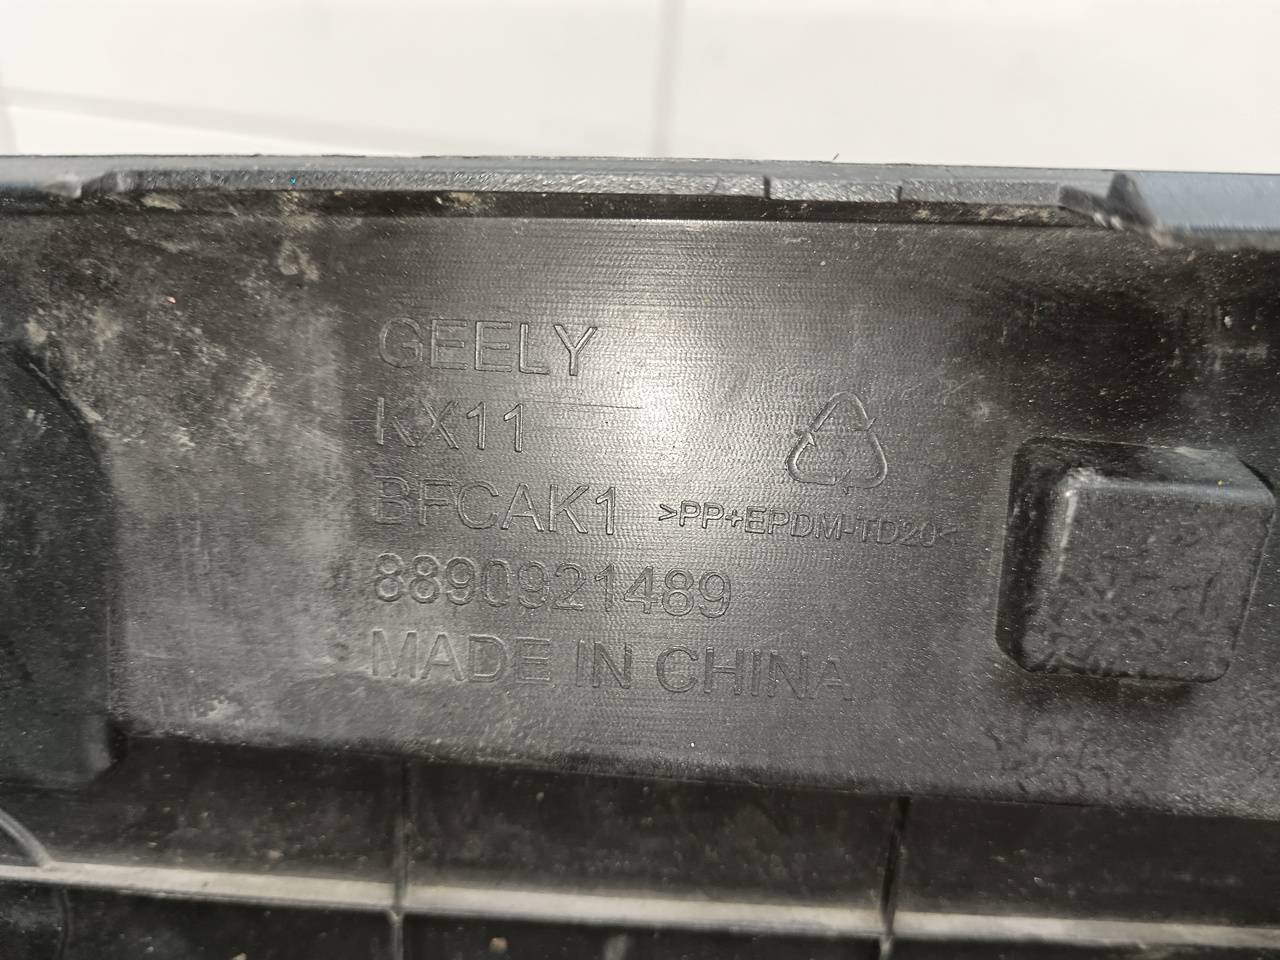 GEELY
KX11
BFCAK1
>PP+EPDM-TD20<
8890921489
MADE IN CHINA